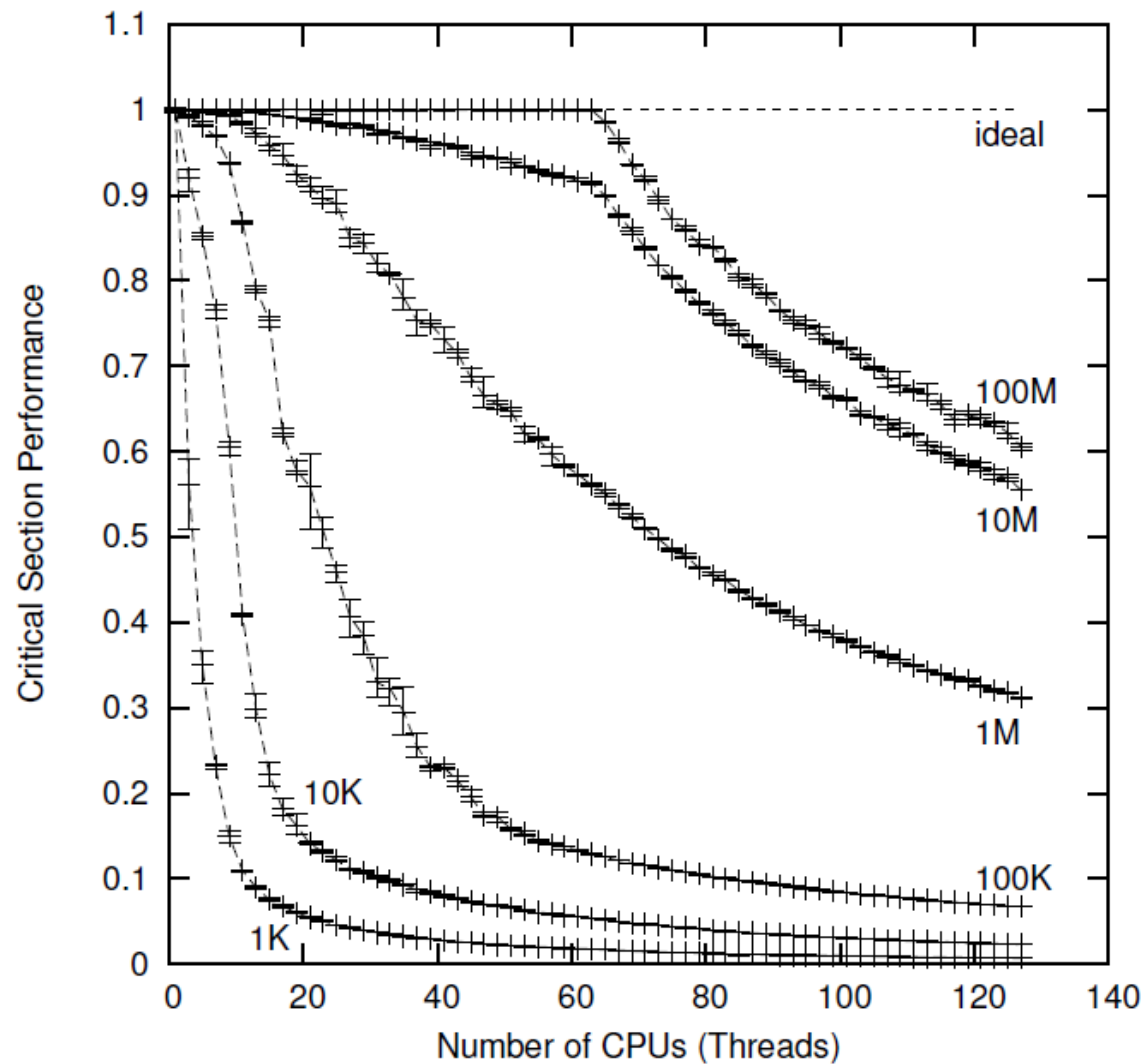 1.1
1
ideal
0.9
0.8
0.7
100M
0.6
10M
0.5
0.4
0.3
1M
0.2
10K
0.1
100K
1K
0
0 20 40 60 80 100 120 140
Critical Section Performance
Number of CPUs (Threads)